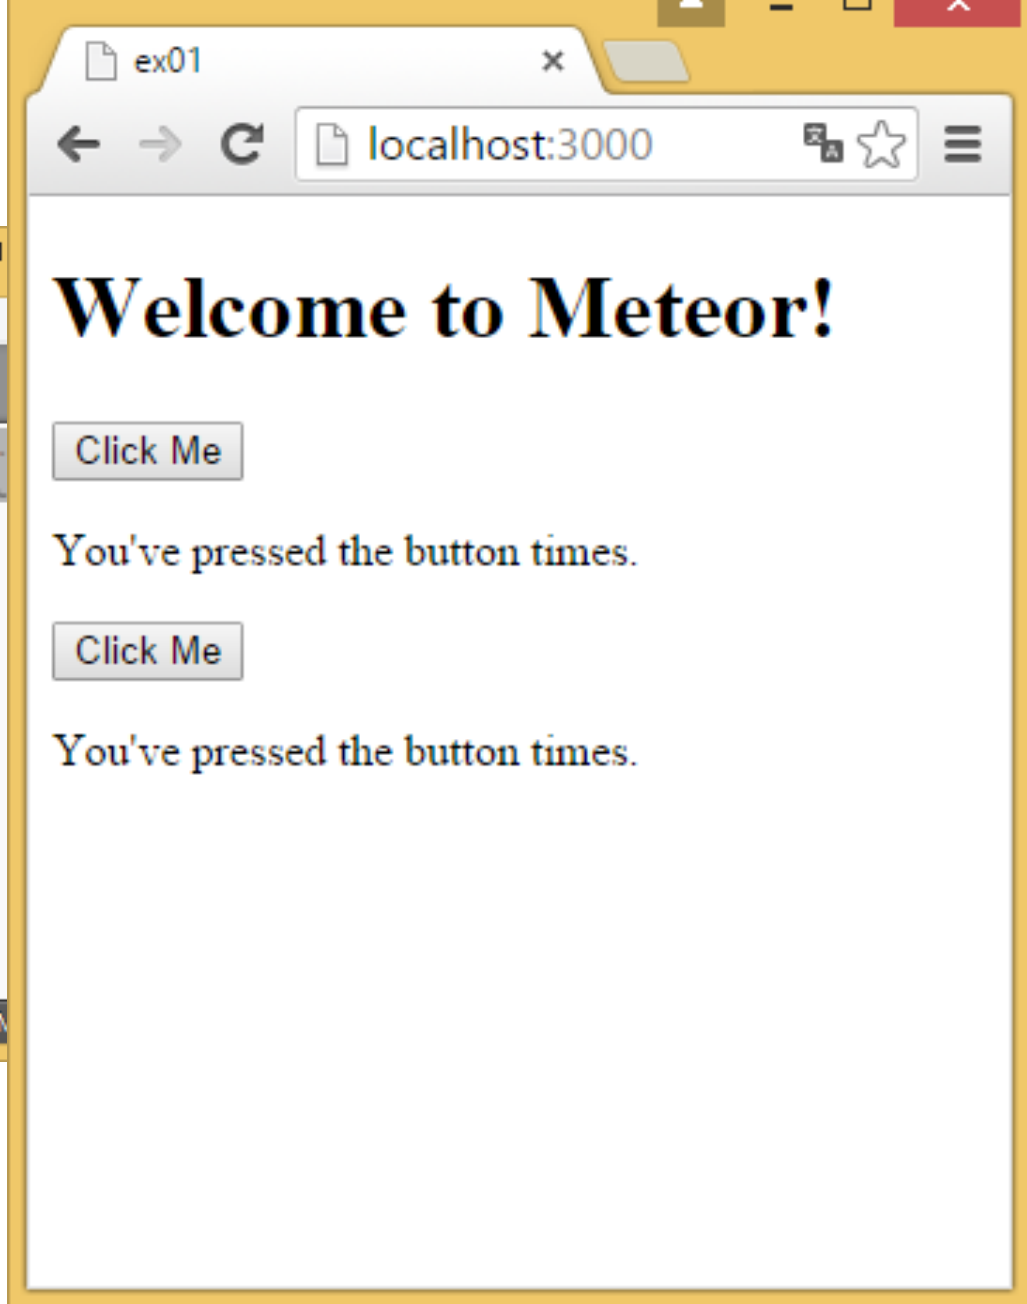 ex01
localhost:3000
Welcome to Meteor!
Click Me
You've pressed the button times.
Click Me
You've pressed the button times.